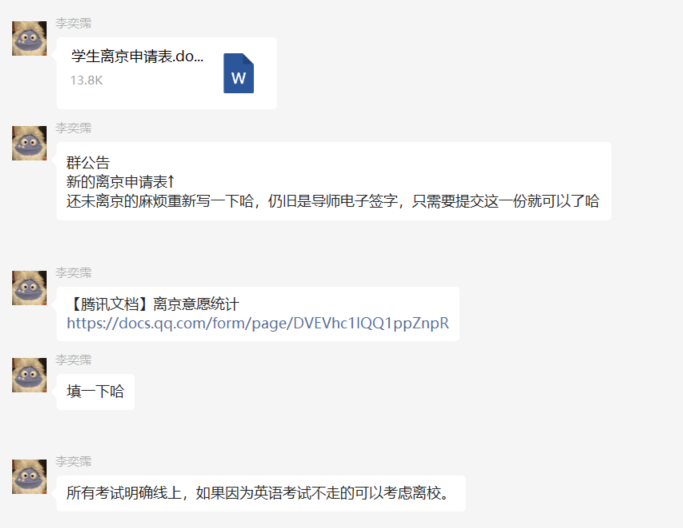 李奕霈
学生离京申请表.do...
13.8K
W
李奕霈
群公告
新的离京申请表↑
还未离京的麻烦重新写一下哈，仍旧是导师电子签字，只需要提交这一份就可以了哈
李奕霈
【腾讯文档】离京意愿统计
https://docs.qq.com/form/page/DVEVhc1lQQ1ppZnpR
李奕霈
填一下哈
李奕霈
所有考试明确线上，如果因为英语考试不走的可以考虑离校。